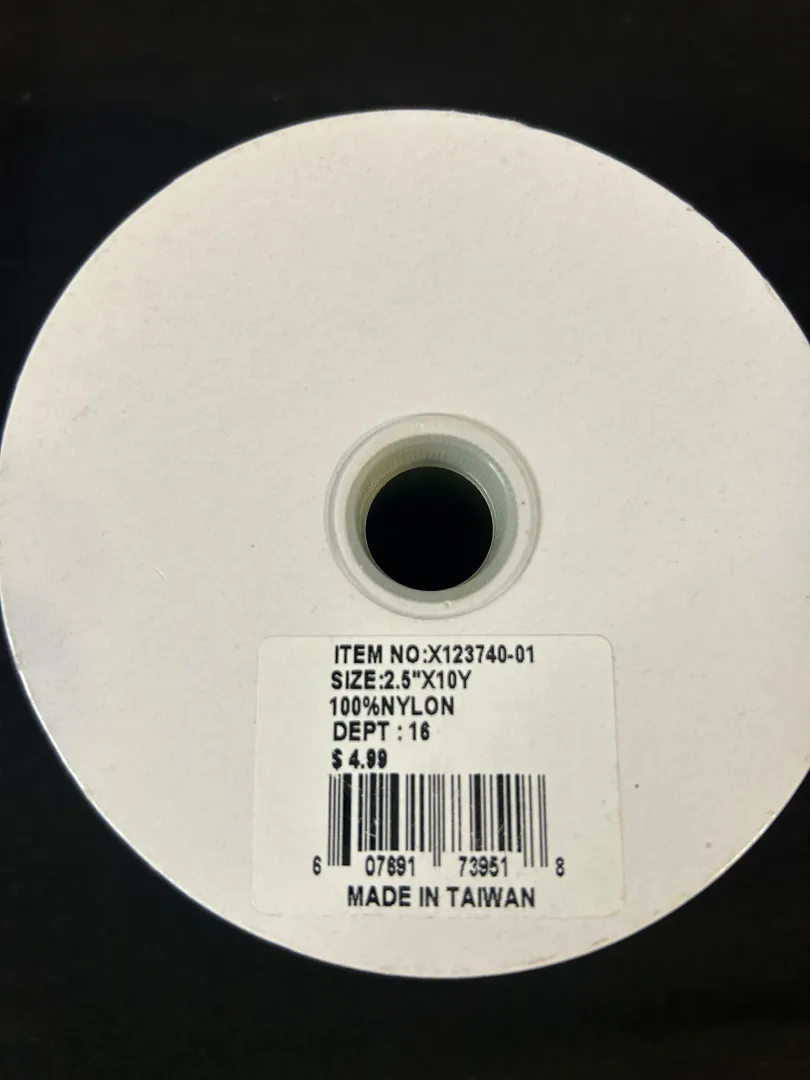 ITEM NO:X123740-01
SIZE:2.5"X10Y
100%NYLON
DEPT : 16
$ 4.99
6 07691 73951 8
MADE IN TAIWAN